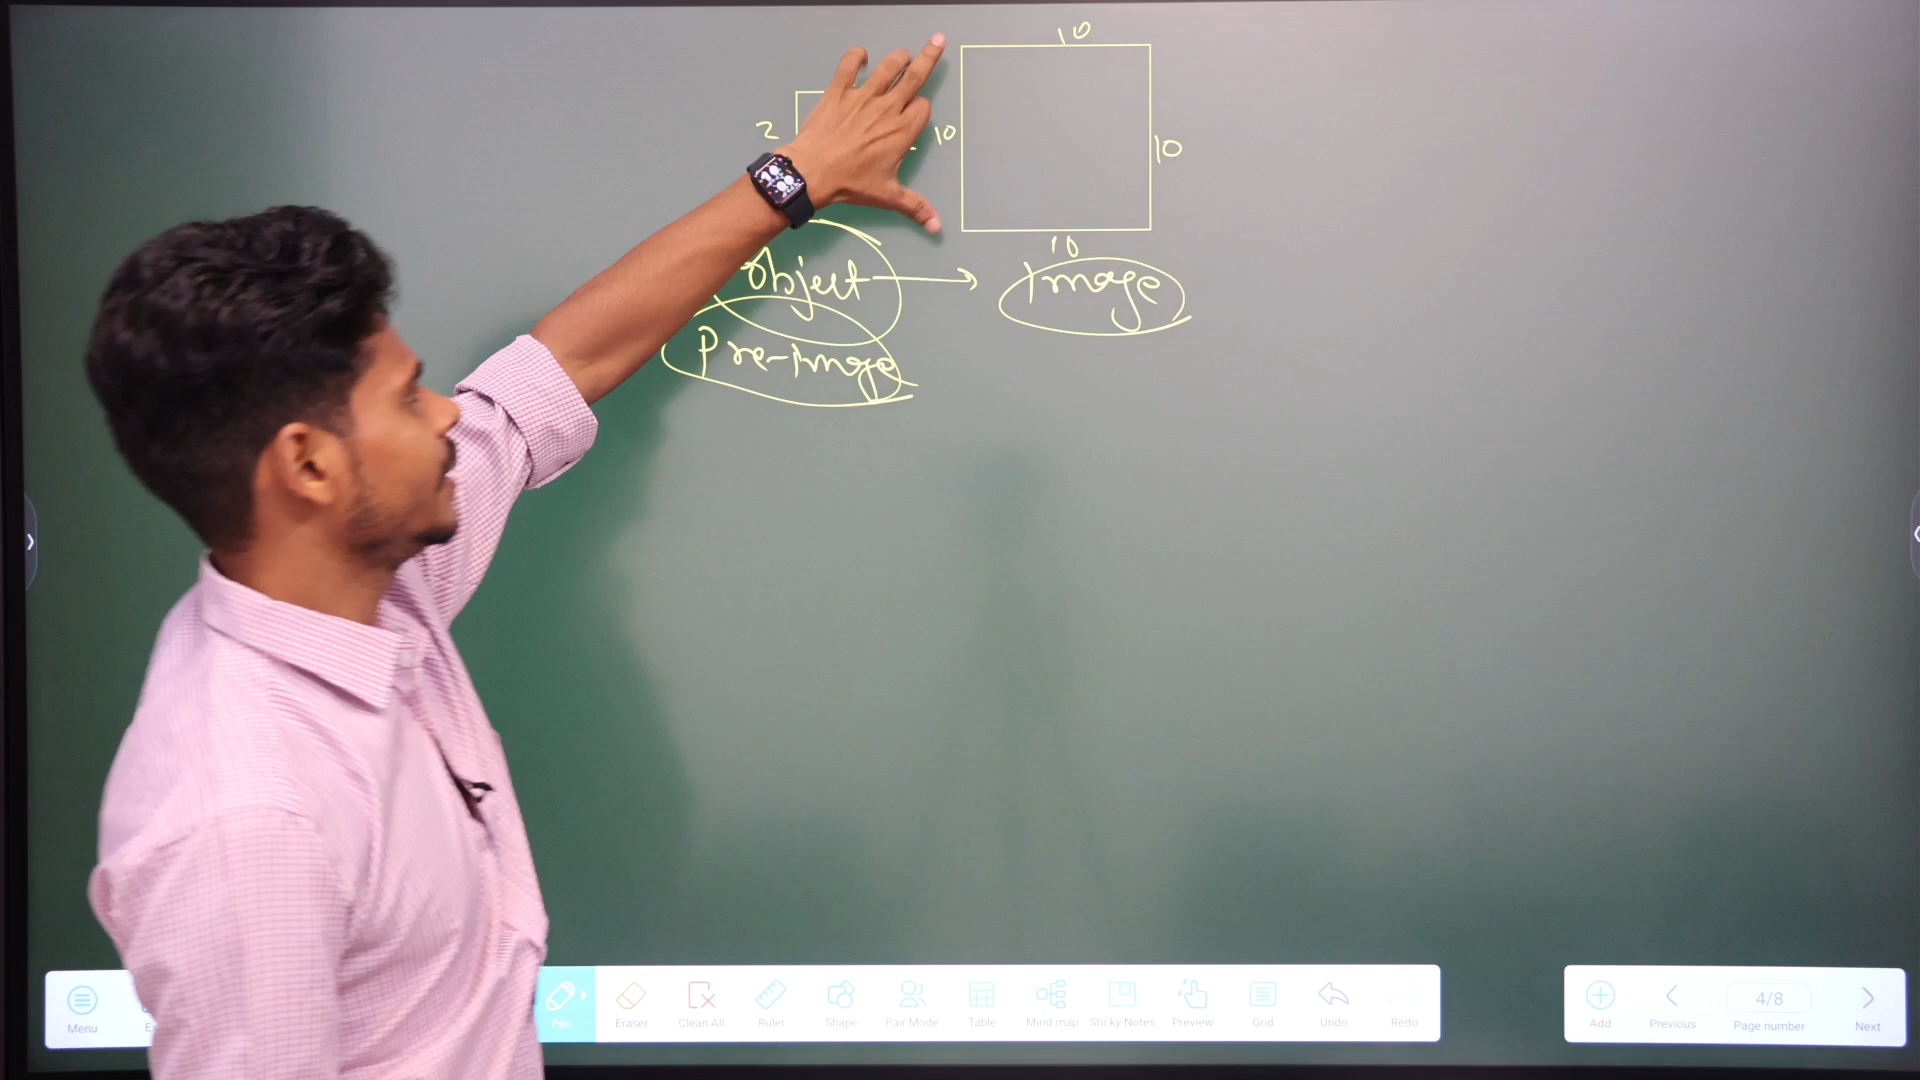 10
2
10
10
10
Object → Image
Pre-image
Menu
Pen
Eraser
Clean All
Ruler
Shape
Pair Mode
Table
Mind map
Sticky Notes
Preview
Grid
Undo
Redo
Add
Previous
4/8
Page number
Next